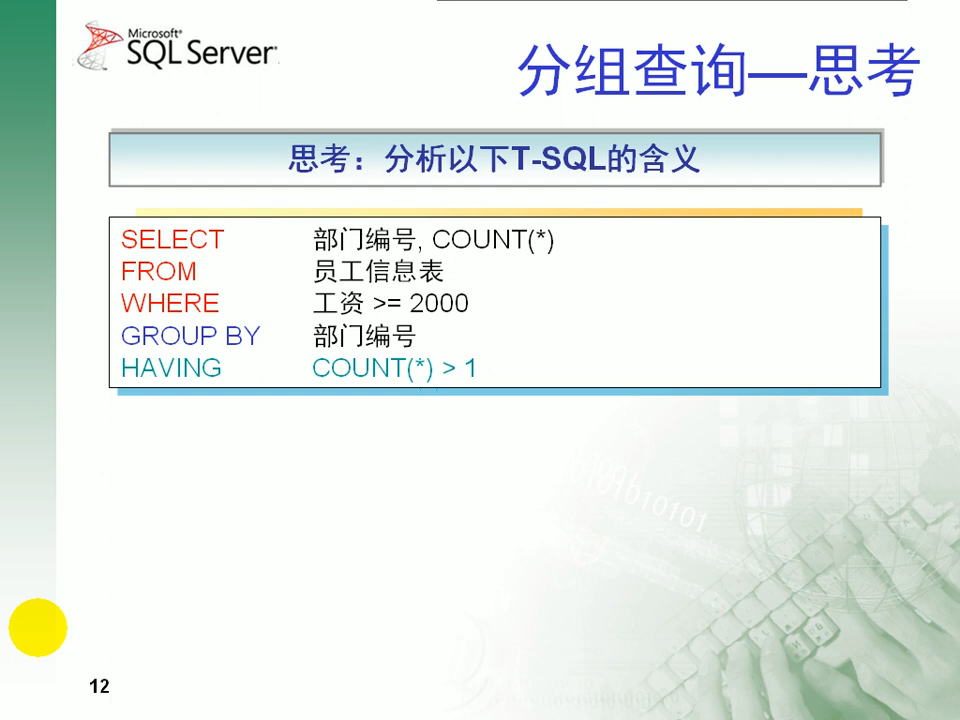 Microsoft®
SQL Server
分组查询—思考
思考：分析以下T-SQL的含义
SELECT 部门编号, COUNT(*)
FROM 员工信息表
WHERE 工资 >= 2000
GROUP BY 部门编号
HAVING COUNT(*) > 1
12